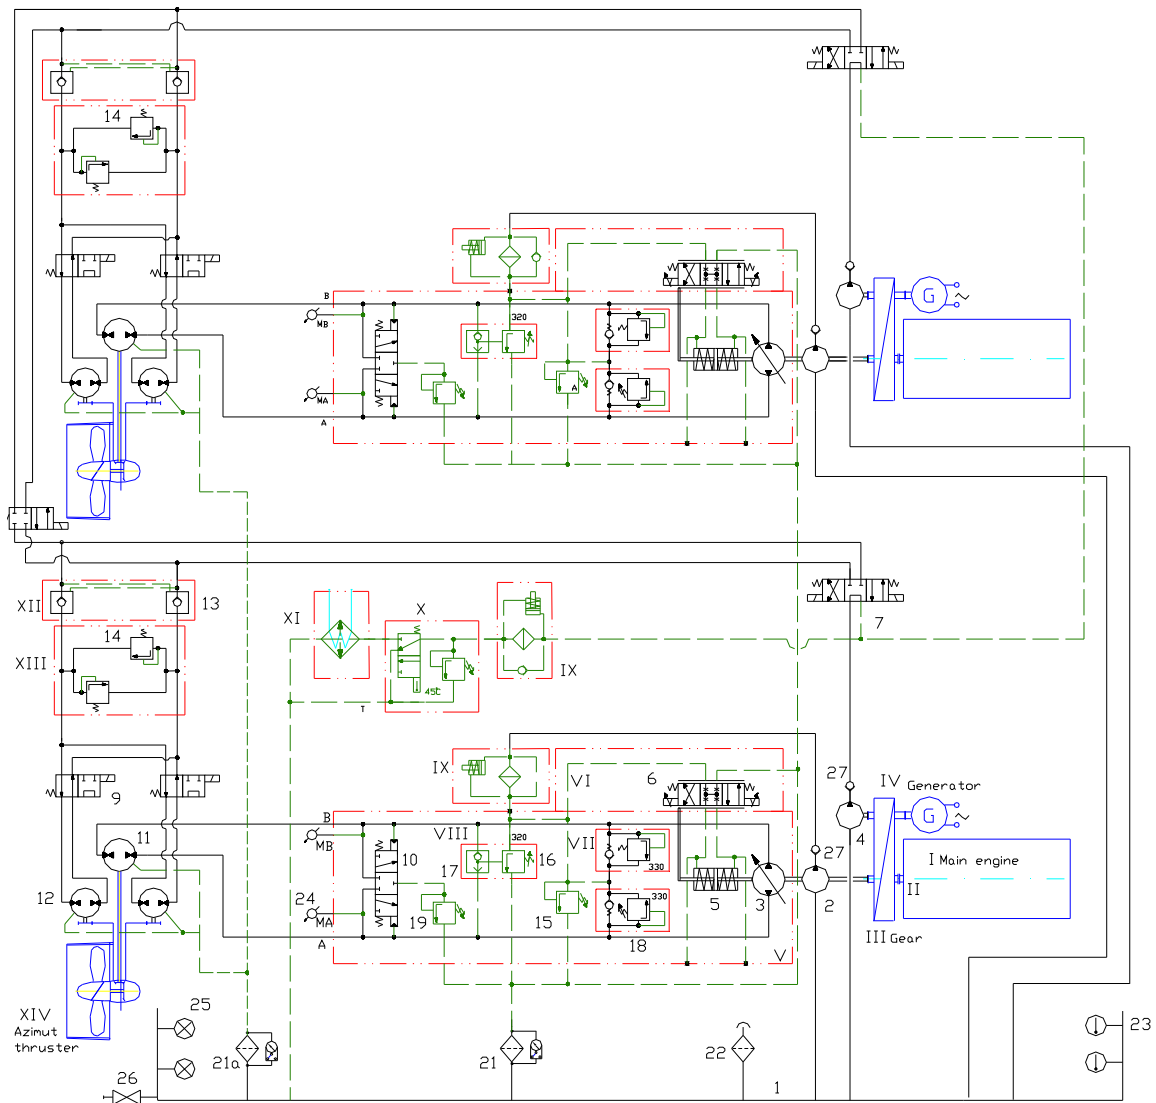 14
G
320
B
MB
MA
A
A
XII
13
XI
X
7
XIII
14
IX
45t
T
27
IV Generator
IX
VI
6
G
9
B
VIII
320
VII
27
4
11
MB
10
17
16
330
I Main engine
12
24
330
II
MA
19
15
18
5
3
2
A
V
III Gear
XIV
Azimut
thruster
25
23
21a
21
22
26
1